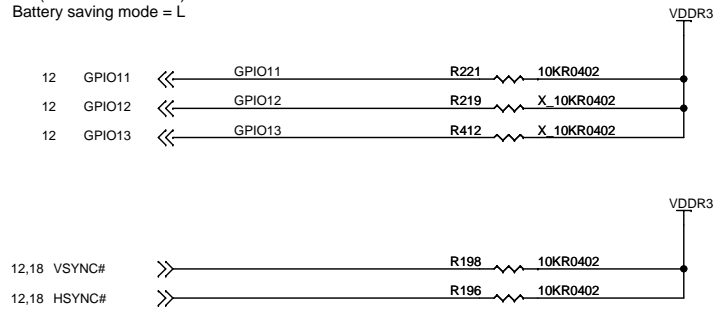 Battery saving mode = L
VDDR3
12 GPIO11 GPIO11 R221 10KR0402
12 GPIO12 GPIO12 R219 X_10KR0402
12 GPIO13 GPIO13 R412 X_10KR0402
VDDR3
12,18 VSYNC# R198 10KR0402
12,18 HSYNC# R196 10KR0402